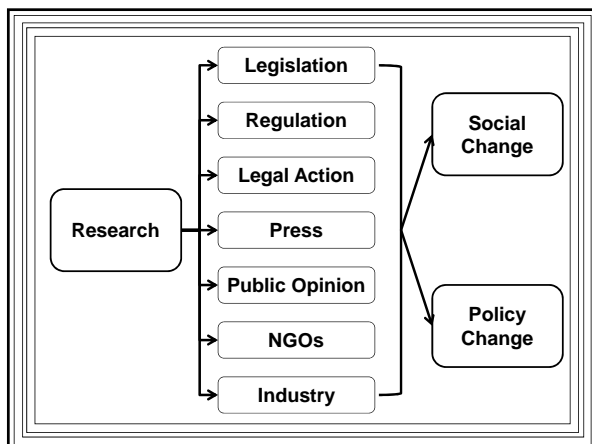 Research
Legislation
Regulation
Legal Action
Press
Public Opinion
NGOs
Industry
Social
Change
Policy
Change